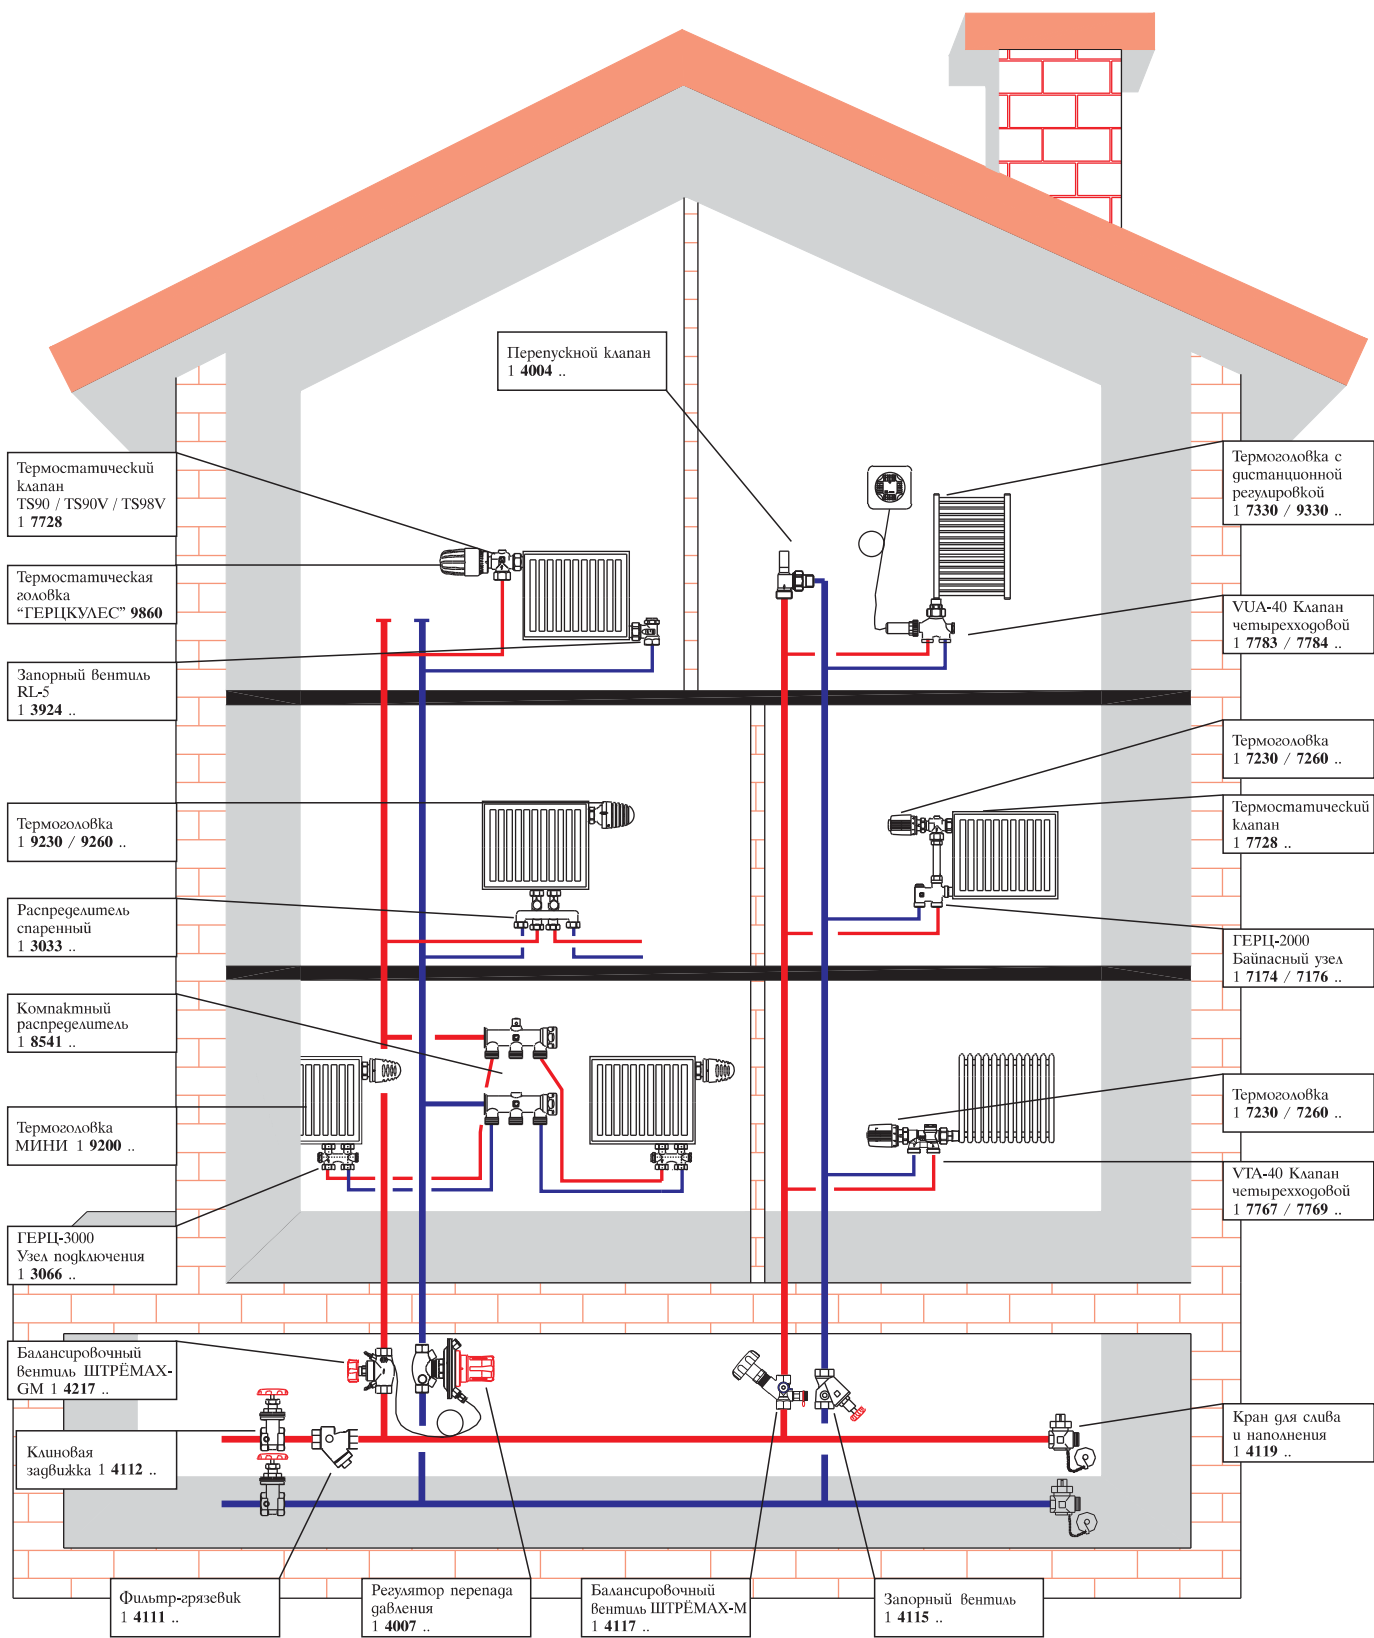 Перепускной клапан
1 4004 ..
Термостатический
клапан
TS90 / TS90V / TS98V
1 7728
Термостатическая
головка
“ГЕРЦКУЛЕС” 9860
Запорный вентиль
RL-5
1 3924 ..
Термоголовка
1 9230 / 9260 ..
Распределитель
спаренный
1 3033 ..
Компактный
распределитель
1 8541 ..
Термоголовка
МИНИ 1 9200 ..
ГЕРЦ-3000
Узел подключения
1 3066 ..
Балансировочный
вентиль ШТРЁМАХ-
GM 1 4217 ..
Клиновая
задвижка 1 4112 ..
Термоголовка с
дистанционной
регулировкой
1 7330 / 9330 ..
VUA-40 Клапан
четырехходовой
1 7783 / 7784 ..
Термоголовка
1 7230 / 7260 ..
Термостатический
клапан
1 7728 ..
ГЕРЦ-2000
Байпасный узел
1 7174 / 7176 ..
Термоголовка
1 7230 / 7260 ..
VTA-40 Клапан
четырехходовой
1 7767 / 7769 ..
Кран для слива
и наполнения
1 4119 ..
Фильтр-грязевик
1 4111 ..
Регулятор перепада
давления
1 4007 ..
Балансировочный
вентиль ШТРЁМАХ-М
1 4117 ..
Запорный вентиль
1 4115 ..